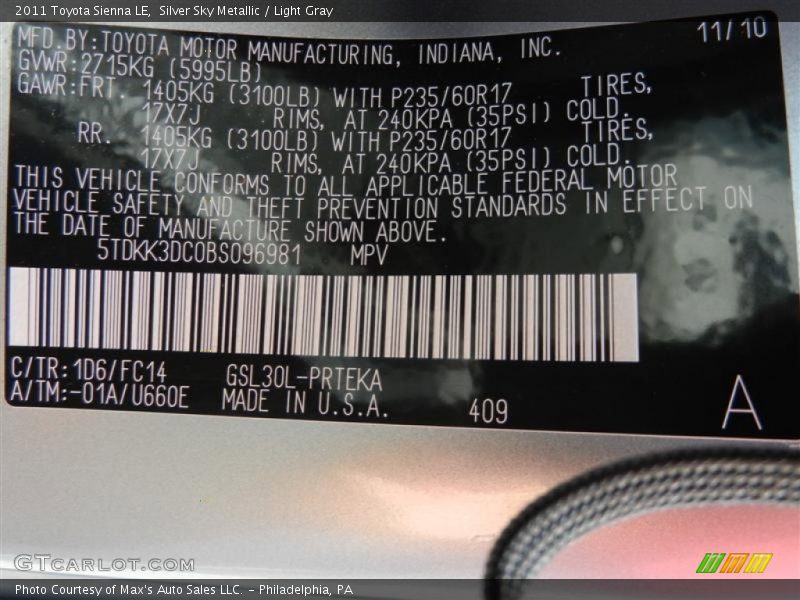 2011 Toyota Sienna LE,  Silver Sky Metallic / Light Gray
11/10
MFD.BY:TOYOTA MOTOR MANUFACTURING, INDIANA, INC.
GVWR:2715KG (5995LB)
GAWR:FRT. 1405KG (3100LB) WITH P235/60R17 TIRES,
17X7J RIMS, AT 240KPA (35PSI) COLD.
RR. 1405KG (3100LB) WITH P235/60R17 TIRES,
17X7J RIMS, AT 240KPA (35PSI) COLD.
THIS VEHICLE CONFORMS TO ALL APPLICABLE FEDERAL MOTOR
VEHICLE SAFETY AND THEFT PREVENTION STANDARDS IN EFFECT ON
THE DATE OF MANUFACTURE SHOWN ABOVE.
5TDKK3DC0BS096981 MPV
C/TR:1D6/FC14 GSL30L-PRTEKA
A/TM:-01A/U660E MADE IN U.S.A. 409 A
GTCARLOT.COM
Photo Courtesy of Max's Auto Sales LLC. - Philadelphia, PA